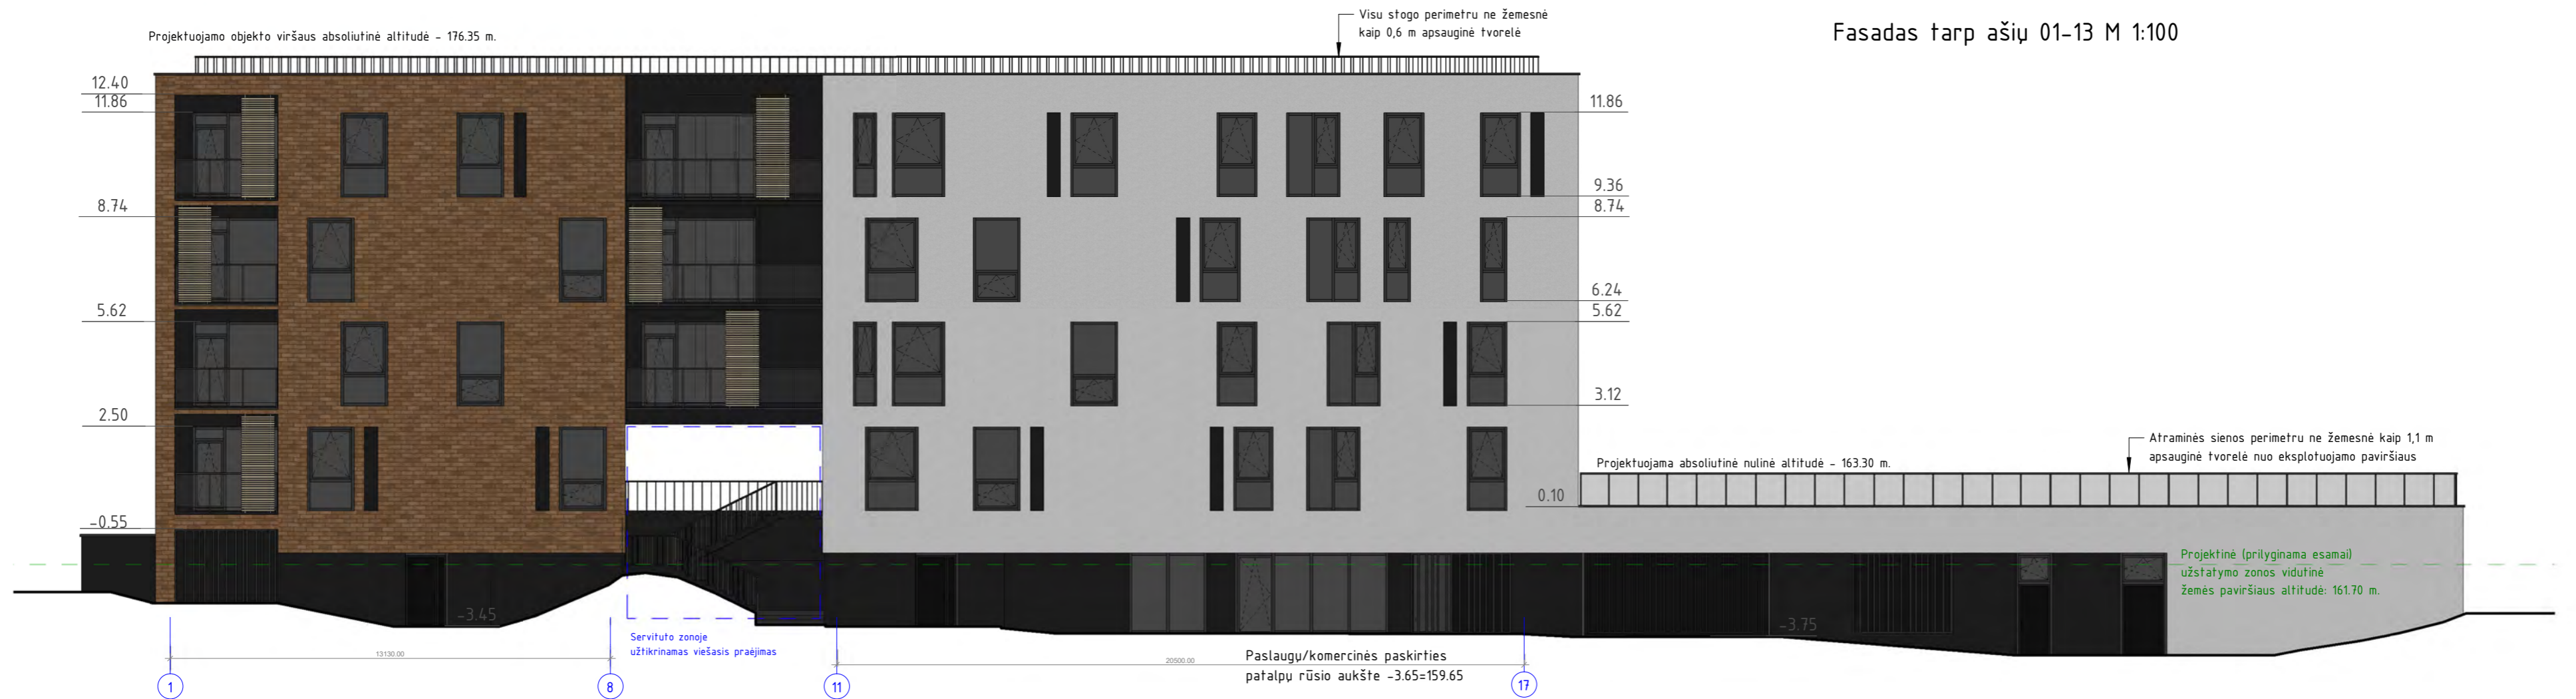 Fasadas tarp ašių 01-13 M 1:100
Projektuojamo objekto viršaus absoliutinė altitudė - 176.35 m.
Visu stogo perimetru ne žemesnė
kaip 0,6 m apsauginė tvorelė
12.40
11.86
8.74
5.62
2.50
-0.55
11.86
9.36
8.74
6.24
5.62
3.12
Projektuojama absoliutinė nulinė altitudė - 163.30 m.
0.10
Atraminės sienos perimetru ne žemesnė kaip 1,1 m
apsauginė tvorelė nuo eksplotuojamo paviršiaus
Projektinė (prilyginama esamai)
užstatymo zonos vidutinė
žemės paviršiaus altitudė: 161.70 m.
-3.45
-3.75
Servituto zonoje
užtikrinamas viešasis praėjimas
13130.00
20500.00
Paslaugų/komercinės paskirties
patalpų rūsio aukšte -3.65=159.65
1
8
11
17